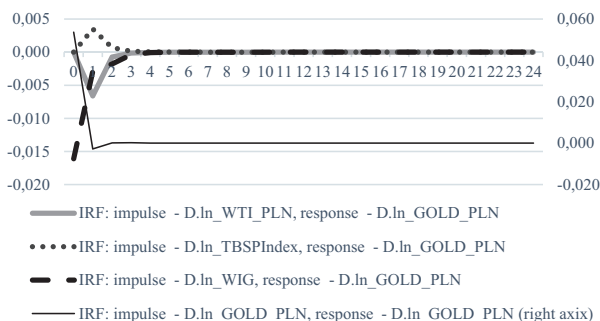 0,005 0,060
0,000 0,040
0 1 2 3 4 5 6 7 8 9 10 11 12 13 14 15 16 17 18 19 20 21 22 23 24
-0,005 0,020
-0,010 0,000
-0,015
-0,020 -0,020
IRF: impulse - D.ln_WTI_PLN, response - D.ln_GOLD_PLN
IRF: impulse - D.ln_TBSPIndex, response - D.ln_GOLD_PLN
IRF: impulse - D.ln_WIG, response - D.ln_GOLD_PLN
IRF: impulse - D.ln_GOLD_PLN, response - D.ln_GOLD_PLN (right axix)